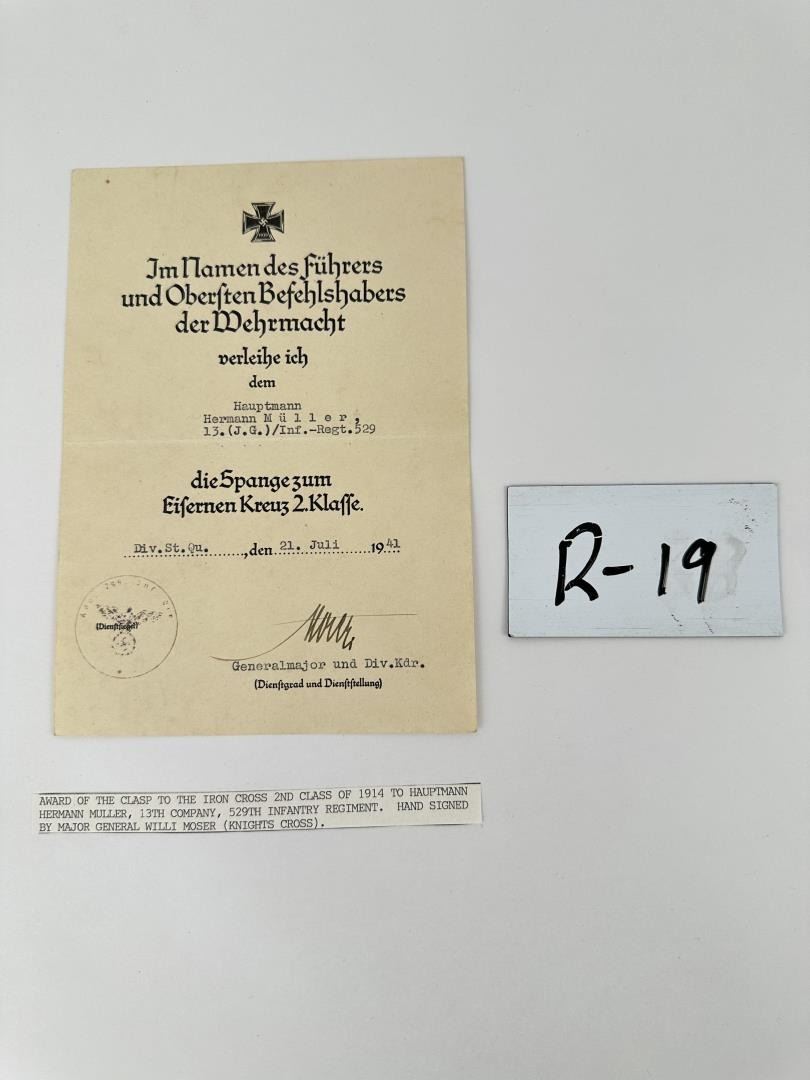 Im Namen des Führers
und Obersten Befehlshabers
der Wehrmacht
verleihe ich
dem
Hauptmann
Hermann Müller,
13.(J.G.)/Inf.-Regt.529
die Spange zum
Eisernen Kreuz 2. Klasse.
Div.St.Qu. , den 21. Juli 1941
(Dienstsiegel)
Generalmajor und Div.Kdr.
(Dienstgrad und Dienststellung)
R-19
AWARD OF THE CLASP TO THE IRON CROSS 2ND CLASS OF 1914 TO HAUPTMANN
HERMANN MULLER, 13TH COMPANY, 529TH INFANTRY REGIMENT. HAND SIGNED
BY MAJOR GENERAL WILLI MOSER (KNIGHTS CROSS).